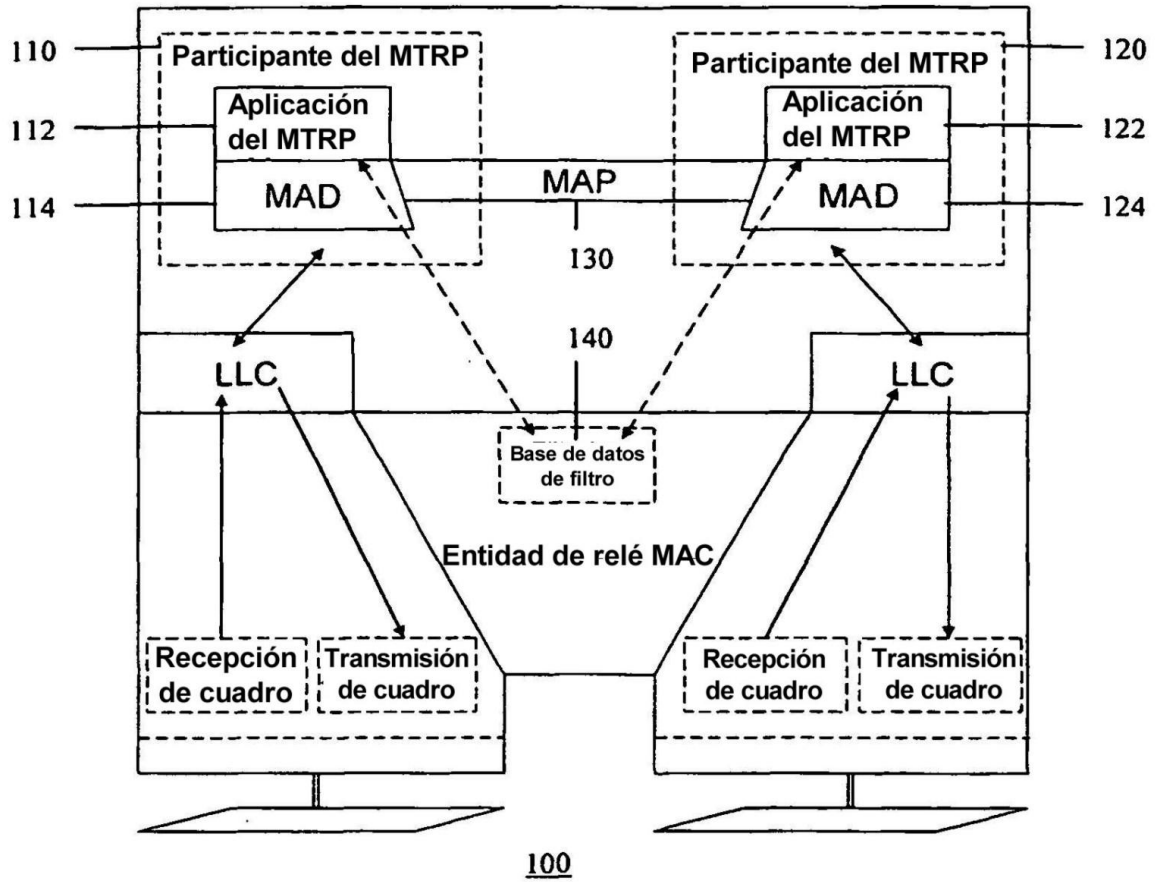 110
Participante del MTRP
Participante del MTRP
120
112
Aplicación
del MTRP
Aplicación
del MTRP
122
114
MAD
MAP
MAD
124
130
140
LLC
LLC
Base de datos
de filtro
Entidad de relé MAC
Recepción
de cuadro
Transmisión
de cuadro
Recepción
de cuadro
Transmisión
de cuadro
100